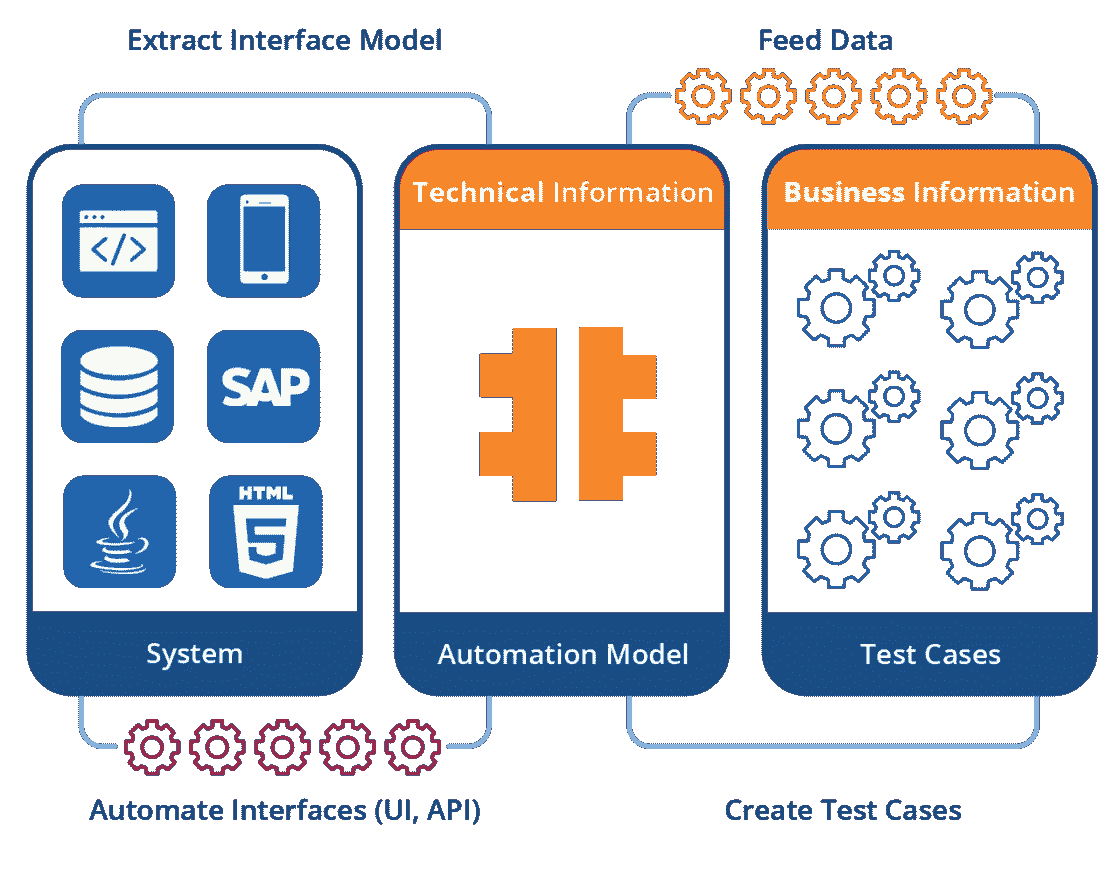 Extract Interface Model
Feed Data
Technical Information
Business Information
</>
SAP
HTML
5
System
Automation Model
Test Cases
Automate Interfaces (UI, API)
Create Test Cases